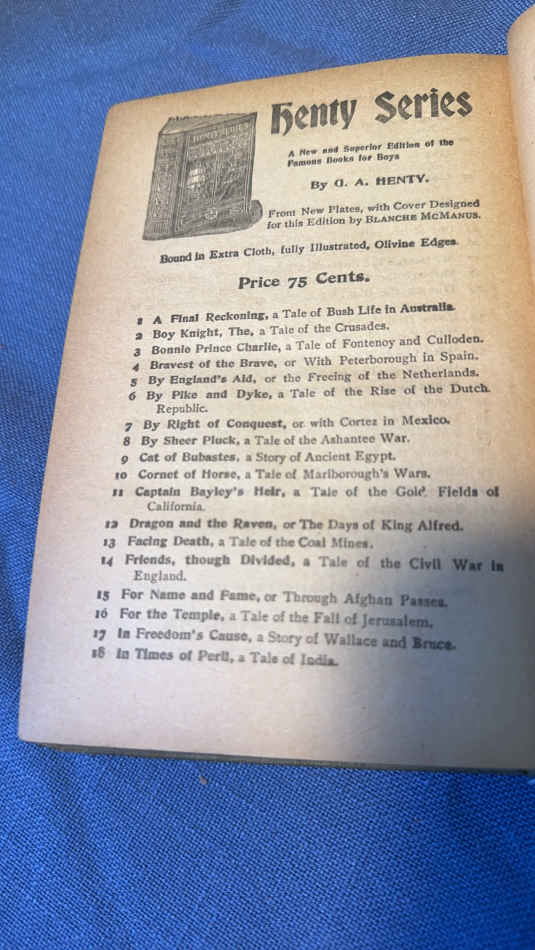 HENTY SERIES
Henty Series
A New and Superior Edition of the
Famous Books for Boys
By G. A. HENTY.
From New Plates, with Cover Designed
for this Edition by BLANCHE MCMANUS.
Bound in Extra Cloth, fully Illustrated, Olivine Edges.
Price 75 Cents.
1 A Final Reckoning, a Tale of Bush Life in Australia.
2 Boy Knight, The, a Tale of the Crusades.
3 Bonnie Prince Charlie, a Tale of Fontenoy and Culloden.
4 Bravest of the Brave, or With Peterborough in Spain.
5 By England's Aid, or the Freeing of the Netherlands.
6 By Pike and Dyke, a Tale of the Rise of the Dutch
Republic.
7 By Right of Conquest, or with Cortez in Mexico.
8 By Sheer Pluck, a Tale of the Ashantee War.
9 Cat of Bubastes, a Story of Ancient Egypt.
10 Cornet of Horse, a Tale of Marlborough's Wars.
11 Captain Bayley's Heir, a Tale of the Gold Fields of
California.
12 Dragon and the Raven, or The Days of King Alfred.
13 Facing Death, a Tale of the Coal Mines.
14 Friends, though Divided, a Tale of the Civil War in
England.
15 For Name and Fame, or Through Afghan Passes.
16 For the Temple, a Tale of the Fall of Jerusalem.
17 In Freedom's Cause, a Story of Wallace and Bruce.
18 In Times of Peril, a Tale of India.